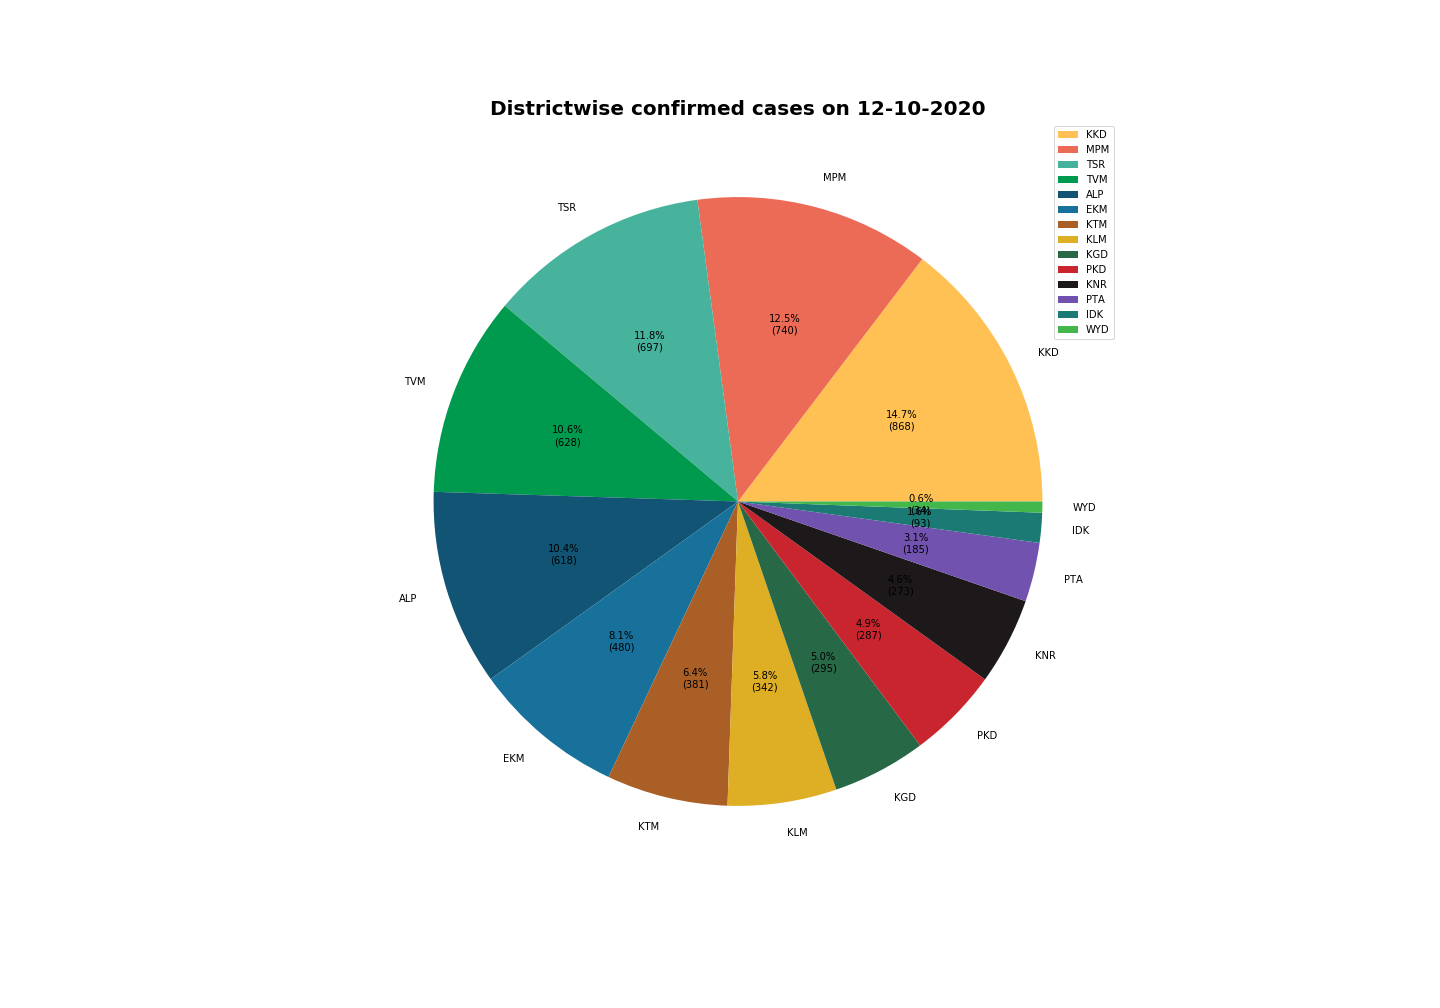 Districtwise confirmed cases on 12-10-2020
KKD
MPM
TSR
TVM
ALP
EKM
KTM
KLM
KGD
PKD
KNR
PTA
IDK
WYD
MPM
TSR
KKD
TVM
ALP
EKM
KTM
KLM
KGD
PKD
KNR
PTA
IDK
WYD
12.5%
(740)
11.8%
(697)
14.7%
(868)
10.6%
(628)
10.4%
(618)
8.1%
(480)
6.4%
(381)
5.8%
(342)
5.0%
(295)
4.9%
(287)
4.6%
(273)
3.1%
(185)
1.6%
(93)
0.6%
(34)